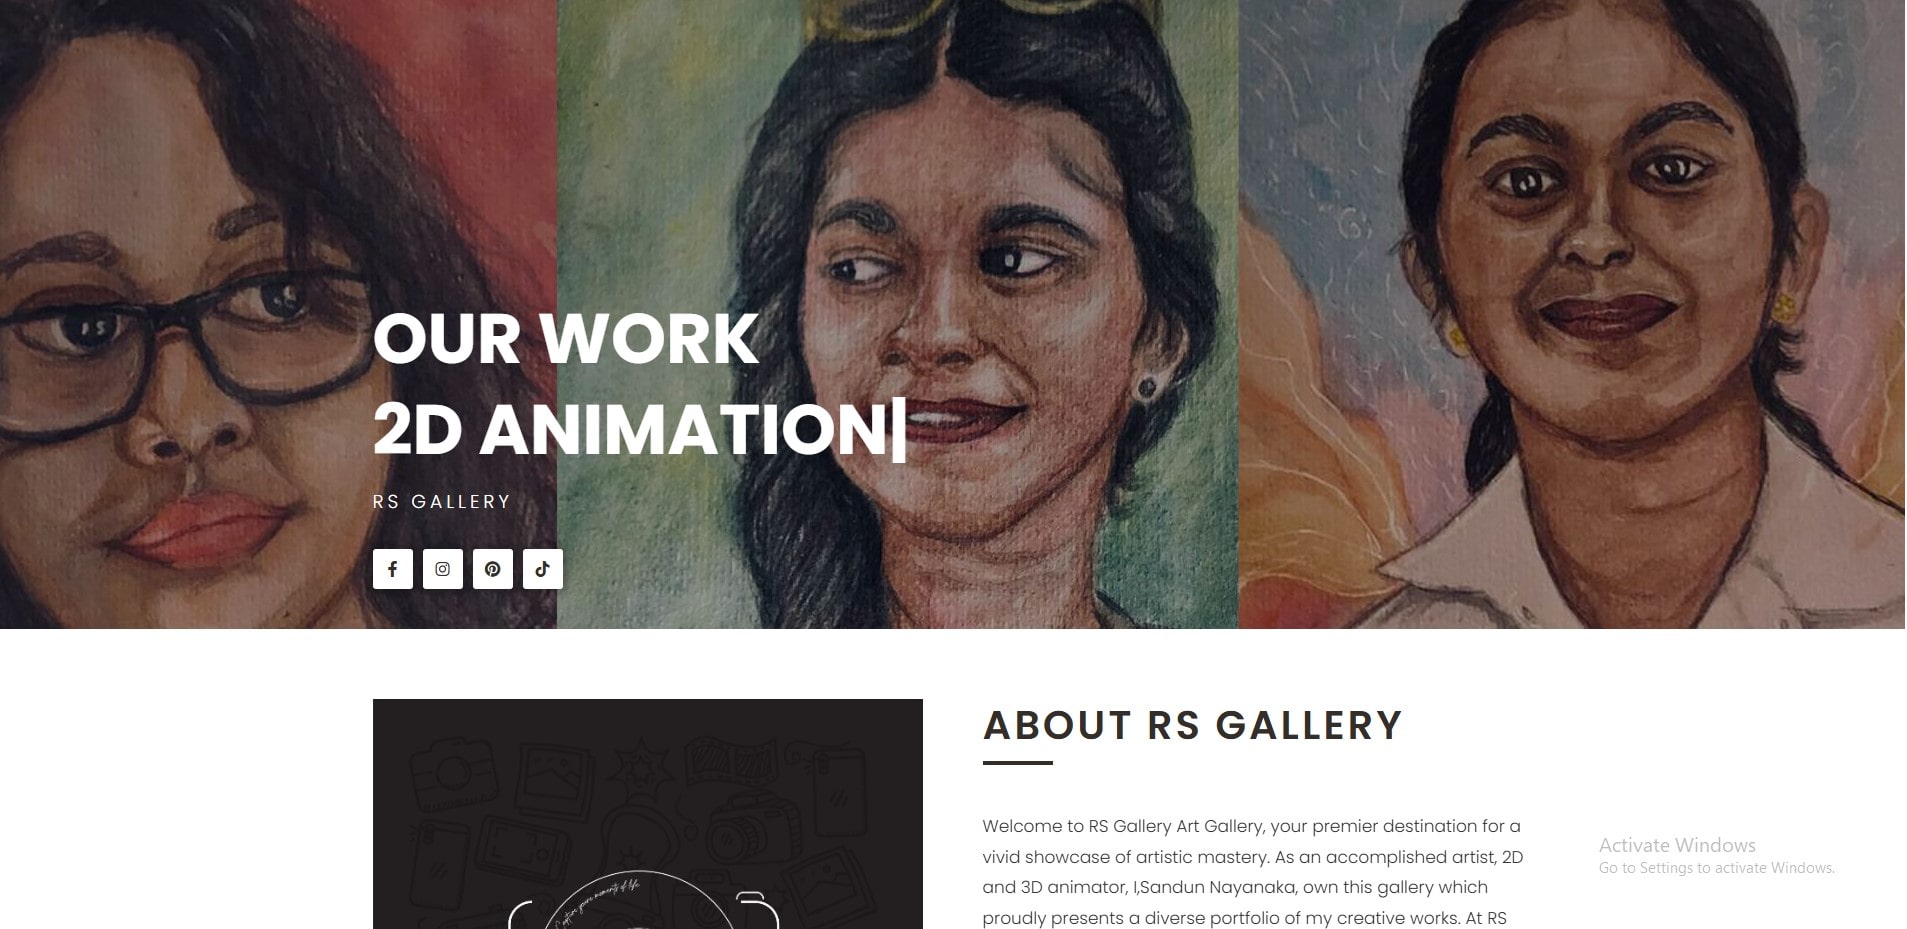 OUR WORK
2D ANIMATION|
RS GALLERY
ABOUT RS GALLERY
Welcome to RS Gallery Art Gallery, your premier destination for a
vivid showcase of artistic mastery. As an accomplished artist, 2D
and 3D animator, I,Sandun Nayanaka, own this gallery which
proudly presents a diverse portfolio of my creative works. At RS
Activate Windows
Go to Settings to activate Windows.